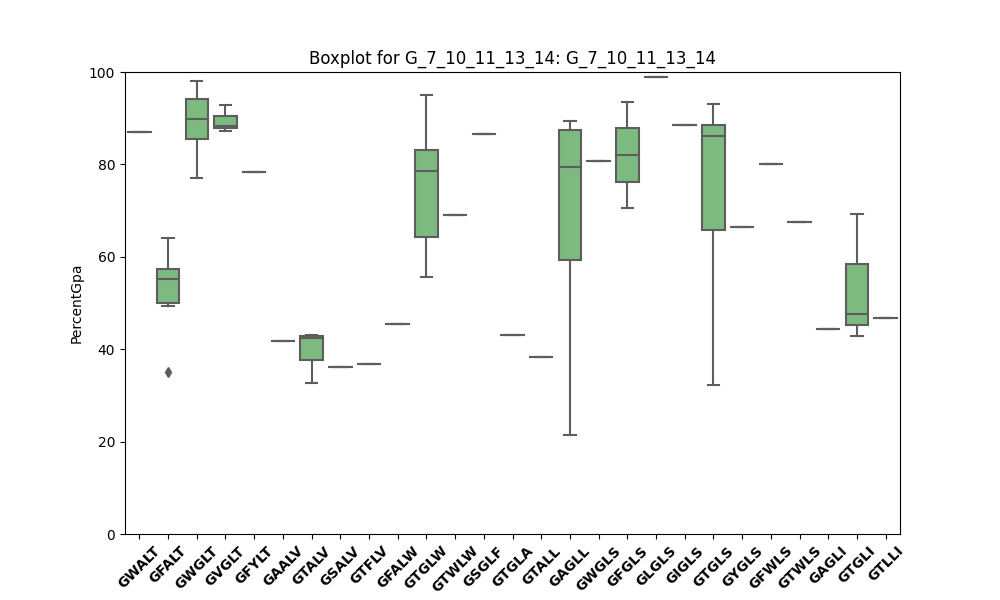 Boxplot for G_7_10_11_13_14: G_7_10_11_13_14
100
80
60
40
20
0
PercentGpa
GWALT
GFALT
GWGLT
GVGLT
GFYLT
GAALV
GTALV
GSALV
GTFLV
GFALW
GTGLW
GTWLW
GSGLF
GTGLA
GTALL
GAGLL
GWGLS
GFGLS
GLGLS
GIGLS
GTGLS
GYGLS
GFWLS
GTWLS
GAGLI
GTGLI
GTLLI